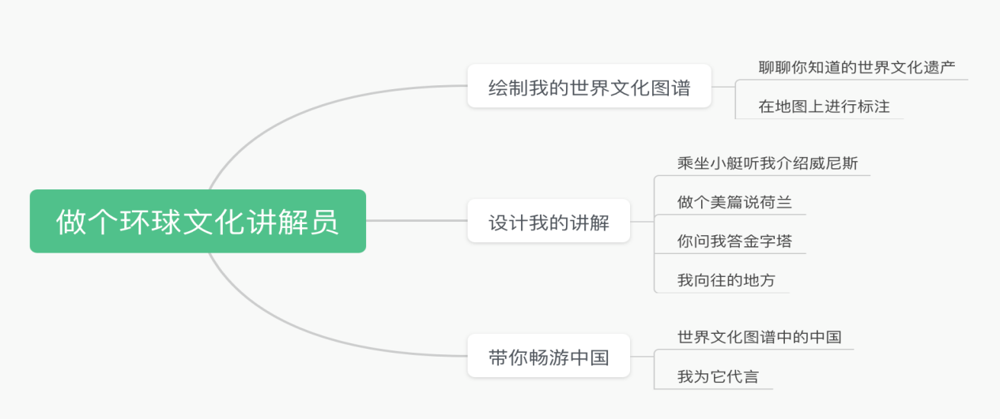 做个环球文化讲解员
绘制我的世界文化图谱
聊聊你知道的世界文化遗产
在地图上进行标注
设计我的讲解
乘坐小艇听我介绍威尼斯
做个美篇说荷兰
你问我答金字塔
我向往的地方
带你畅游中国
世界文化图谱中的中国
我为它代言